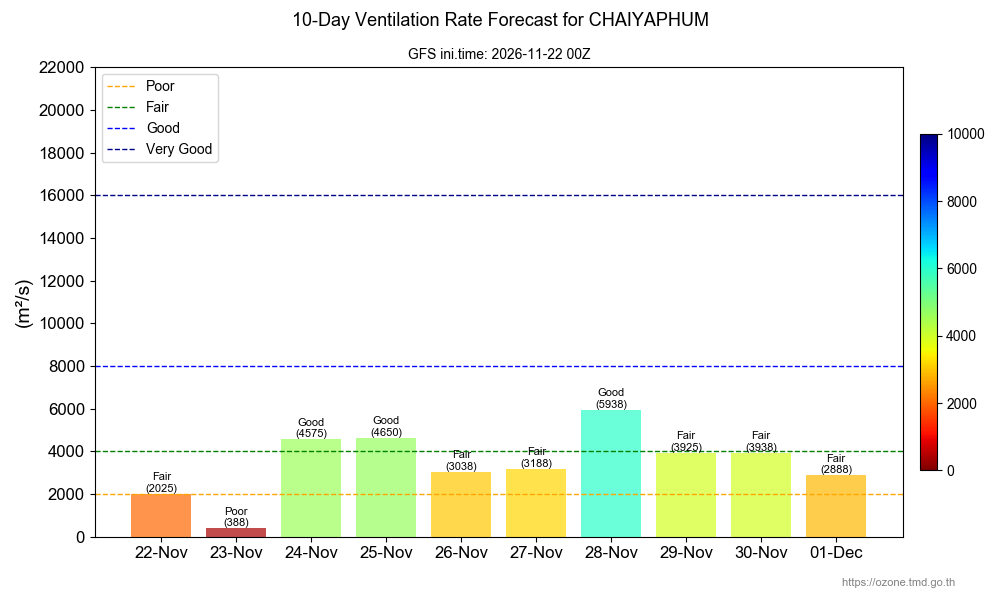 10-Day Ventilation Rate Forecast for CHAIYAPHUM
GFS ini.time: 2026-11-22 00Z
22000
20000
18000
16000
14000
12000
10000
8000
6000
4000
2000
0
(m²/s)
Poor
Fair
Good
Very Good
Fair
(2025)
Poor
(388)
Good
(4575)
Good
(4650)
Fair
(3038)
Fair
(3188)
Good
(5938)
Fair
(3925)
Fair
(3938)
Fair
(2888)
22-Nov 23-Nov 24-Nov 25-Nov 26-Nov 27-Nov 28-Nov 29-Nov 30-Nov 01-Dec
10000
8000
6000
4000
2000
0
https://ozone.tmd.go.th